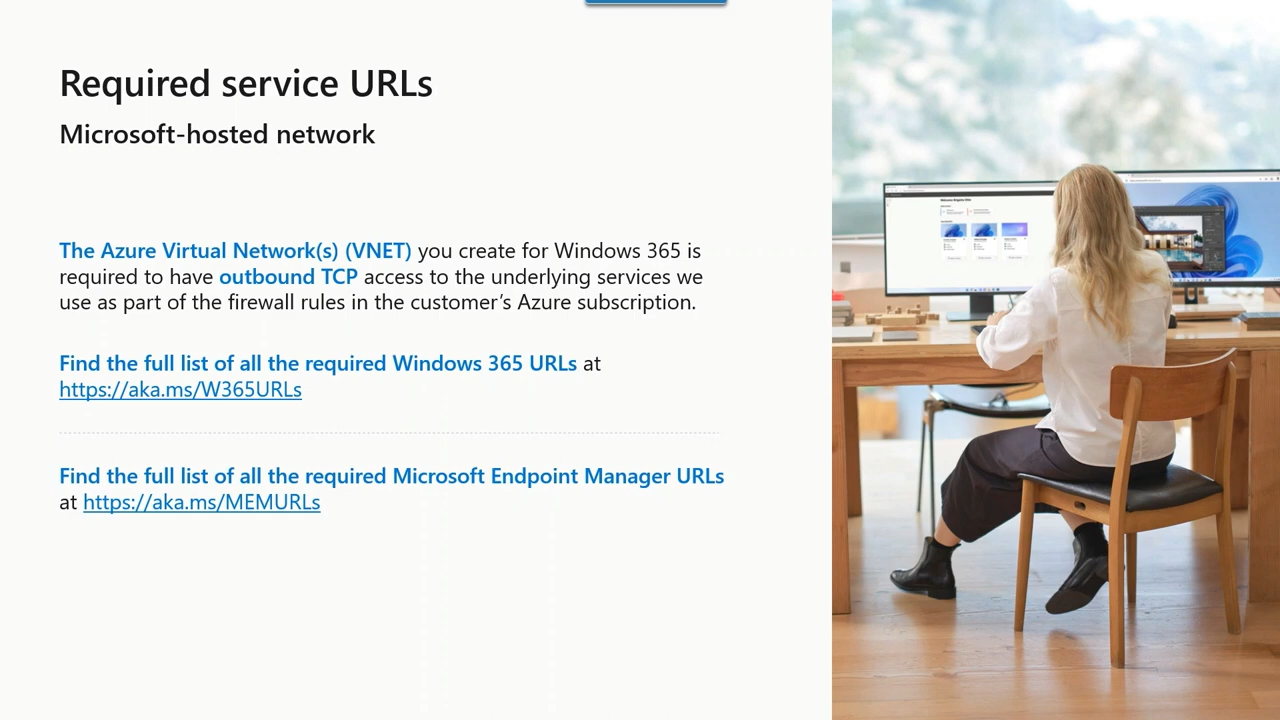 Required service URLs
Microsoft-hosted network
The Azure Virtual Network(s) (VNET) you create for Windows 365 is
required to have outbound TCP access to the underlying services we
use as part of the firewall rules in the customer’s Azure subscription.
Find the full list of all the required Windows 365 URLs at
https://aka.ms/W365URLs
Find the full list of all the required Microsoft Endpoint Manager URLs
at https://aka.ms/MEMURLs